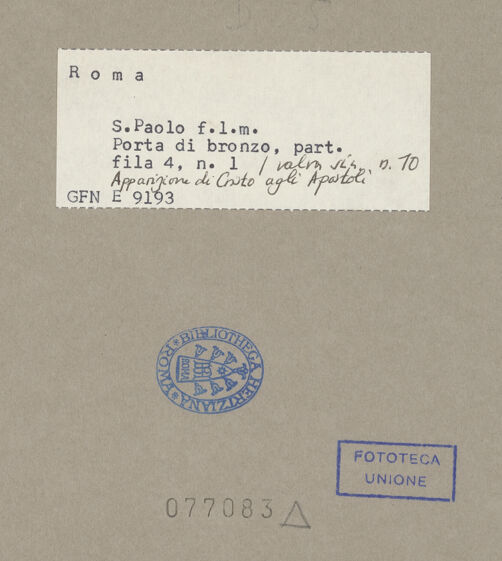 Roma
S.Paolo f.l.m.
Porta di bronzo, part.
fila 4, n. 1 / valva sin. n. 10
Apparizione di Cristo agli Apostoli
GFN E 9193
BIBLIOTHECA HERTZIANA * ROMA *
ROMA
FOTOTECA
UNIONE
077083